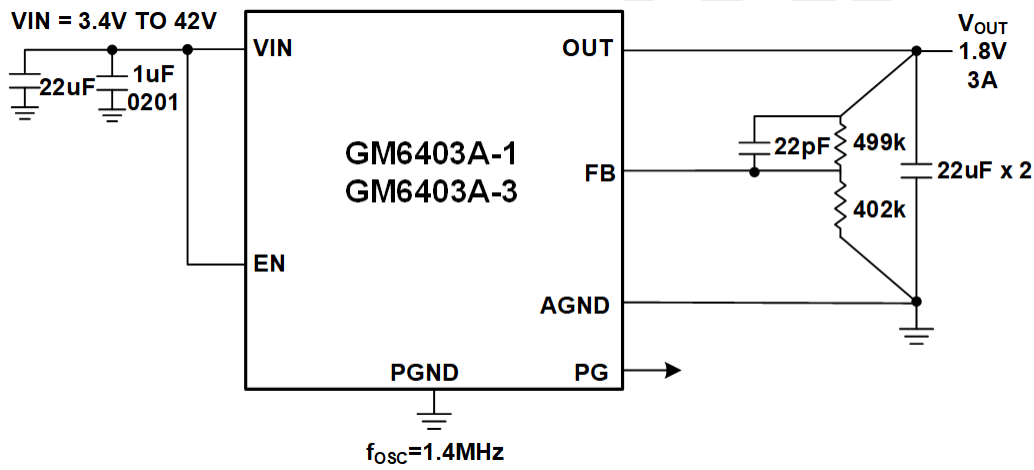 VIN = 3.4V TO 42V
22uF
1uF
0201
VIN
EN
GM6403A-1
GM6403A-3
PGND
OUT
FB
AGND
PG
fOSC=1.4MHz
22pF
499k
402k
22uF x 2
VOUT
1.8V
3A